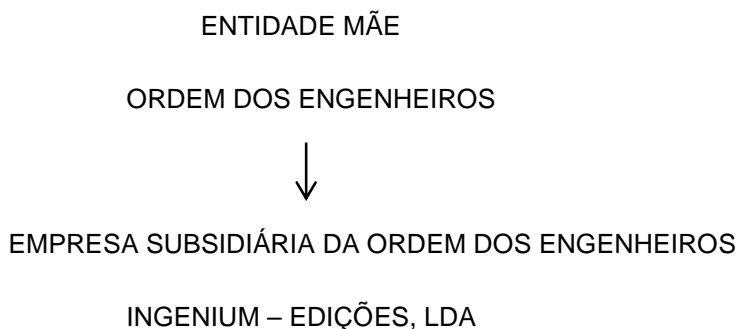 ENTIDADE MÃE
ORDEM DOS ENGENHEIROS
EMPRESA SUBSIDIÁRIA DA ORDEM DOS ENGENHEIROS
INGENIUM – EDIÇÕES, LDA